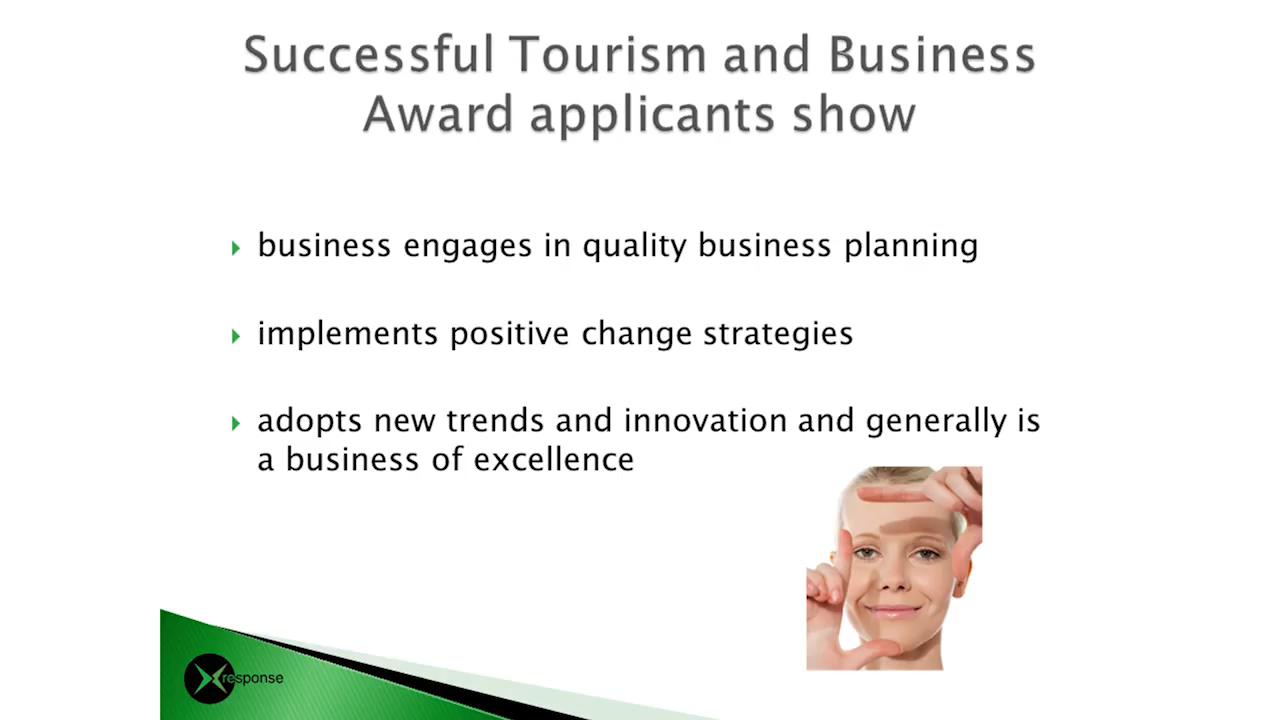 Successful Tourism and Business
Award applicants show
business engages in quality business planning
implements positive change strategies
adopts new trends and innovation and generally is
a business of excellence
response